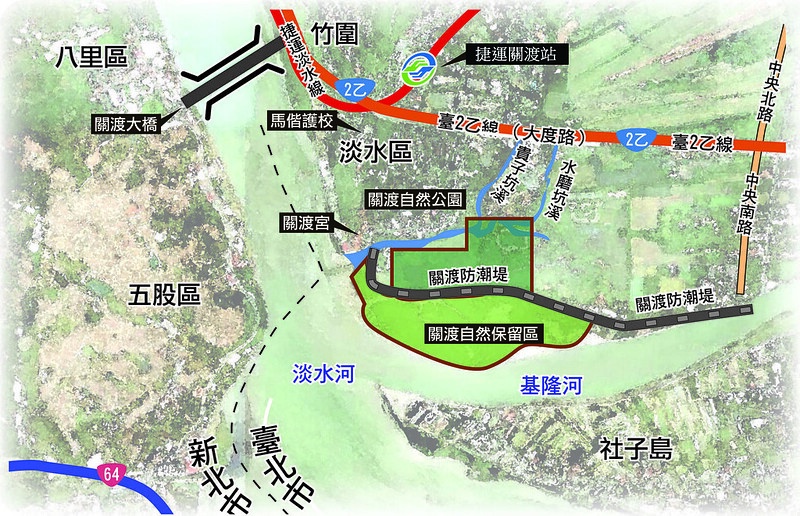 八里區
竹圍
捷運淡水線
捷運關渡站
2乙
關渡大橋
馬偕護校
臺2乙線（大度路）
2乙
臺2乙線
中央北路
淡水區
貴子坑溪
水磨坑溪
關渡自然公園
中央南路
關渡宮
五股區
關渡防潮堤
關渡防潮堤
關渡自然保留區
淡水河
基隆河
社子島
新北市
臺北市
64